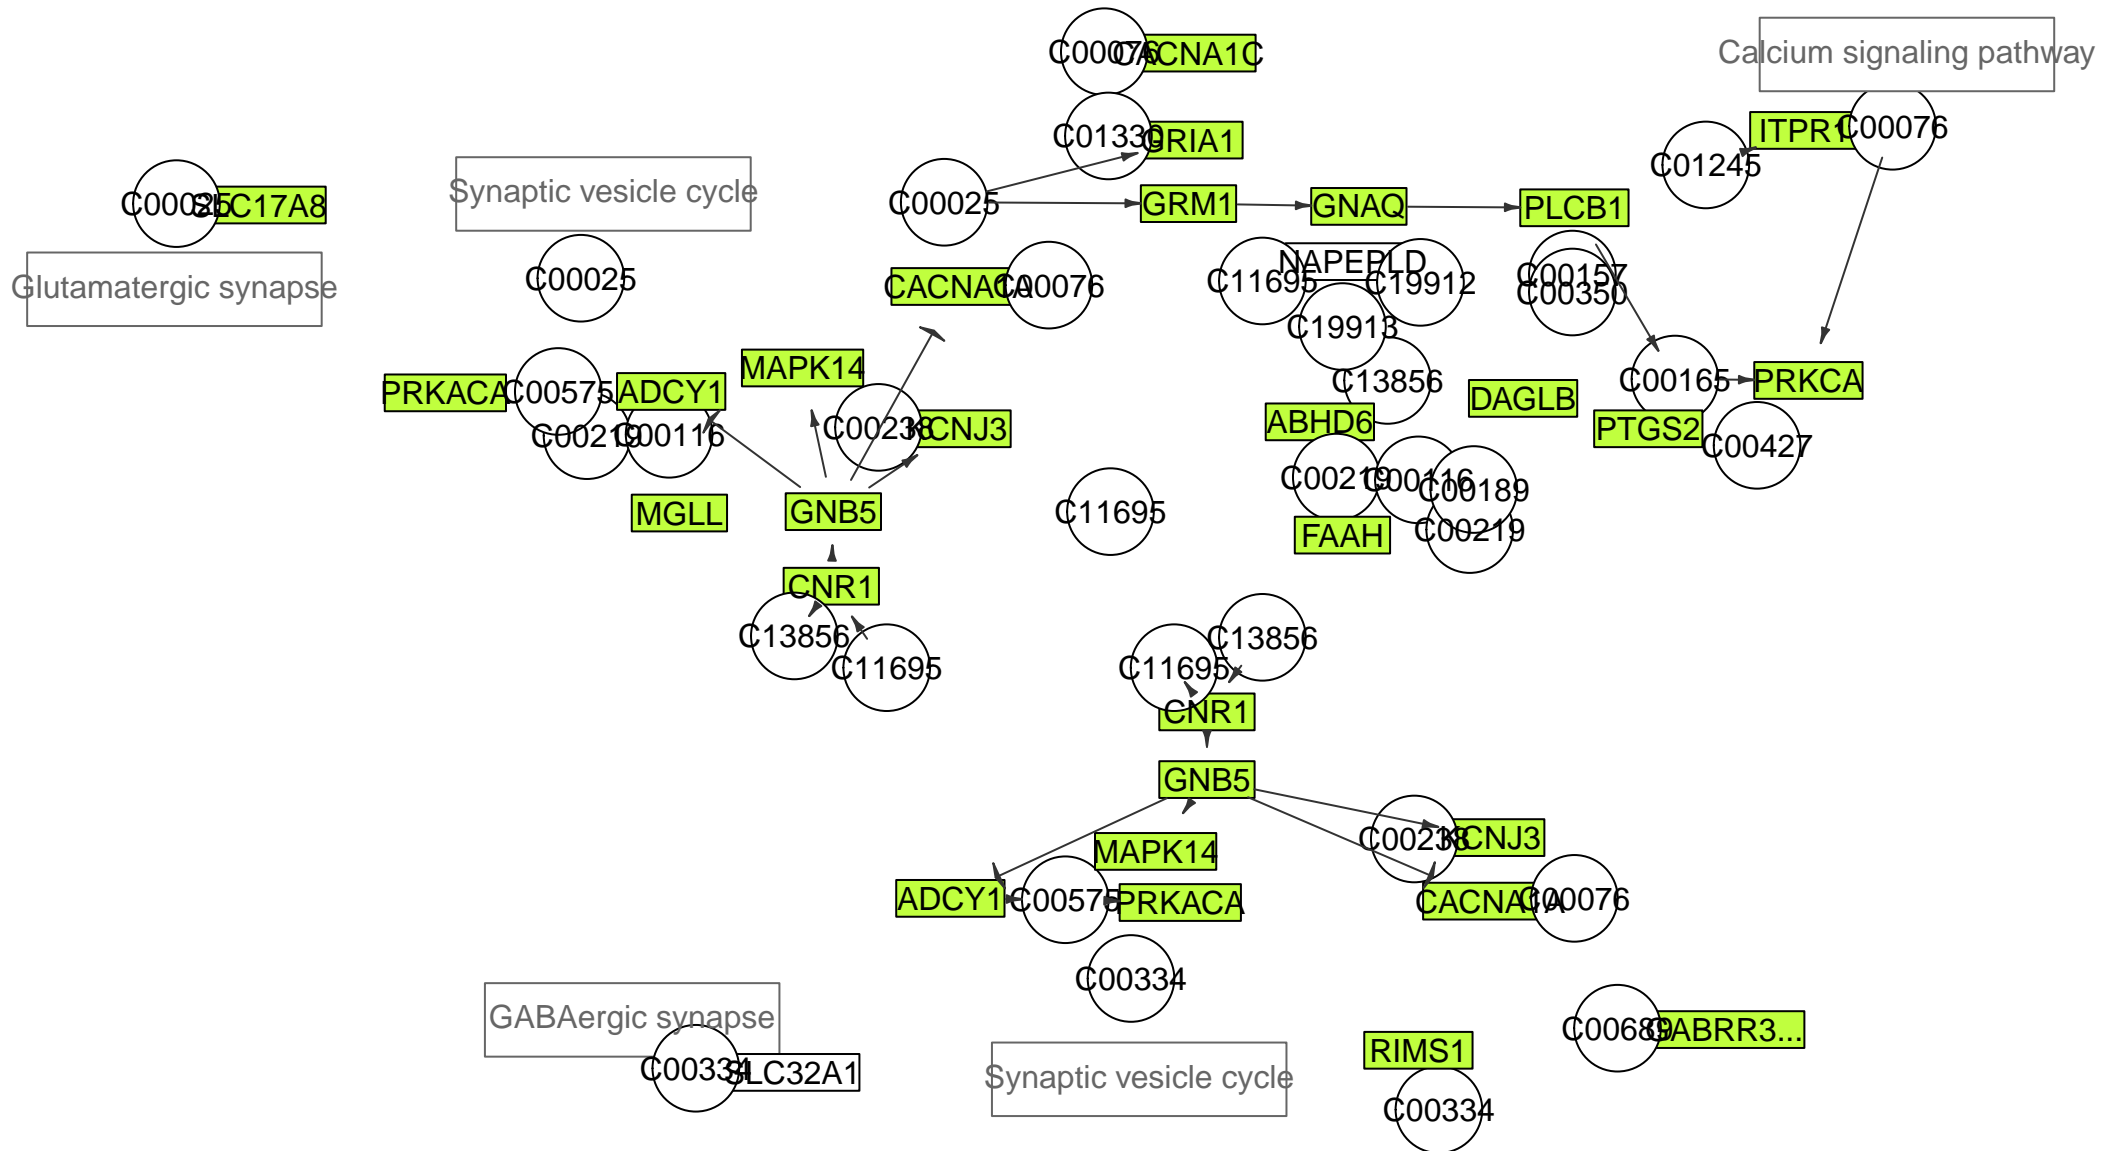 C00076
CACNA1C
Calcium signaling pathway
C01330
GRIA1
ITPR1
C00076
C01245
Synaptic vesicle cycle
C00025
SLC17A8
C00025
GRM1
GNAQ
PLCB1
Glutamatergic synapse
C00025
CACNA1A
C00076
C11695
NAPEPLD
C19912
C00157
C00350
C19913
MAPK14
C13856
C00165
PRKCA
PRKACA
C00575
ADCY1
DAGLB
ABHD6
PTGS2
C00219
C00116
C00238
KCNJ3
C00427
C00219
C00116
C00189
MGLL
GNB5
C11695
FAAH
C00219
CNR1
C13856
C11695
C13856
C11695
CNR1
GNB5
C00238
KCNJ3
MAPK14
ADCY1
C00575
PRKACA
CACNA1A
C00076
C00334
GABAergic synapse
C00689
GABRR3...
RIMS1
C00334
SLC32A1
Synaptic vesicle cycle
C00334